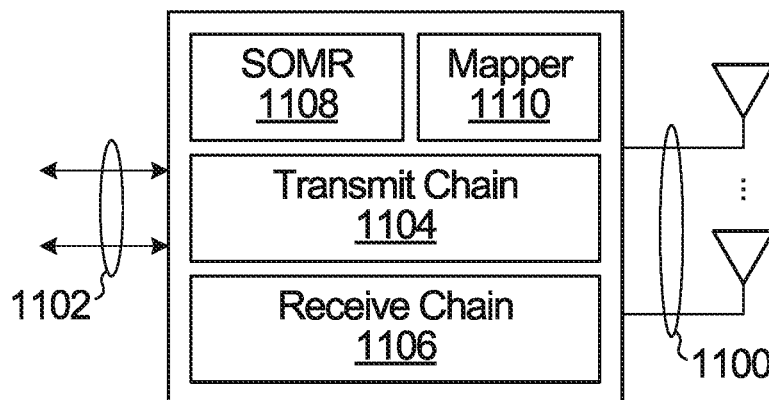 SOMR
1108
Mapper
1110
Transmit Chain
1104
Receive Chain
1106
1102
...
1100